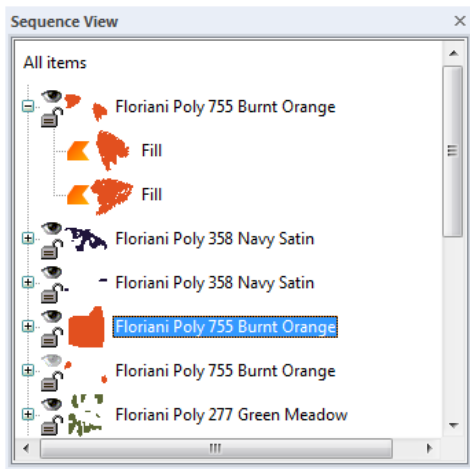 Sequence View
All items
Floriani Poly 755 Burnt Orange
Fill
Fill
Floriani Poly 358 Navy Satin
Floriani Poly 358 Navy Satin
Floriani Poly 755 Burnt Orange
Floriani Poly 755 Burnt Orange
Floriani Poly 277 Green Meadow